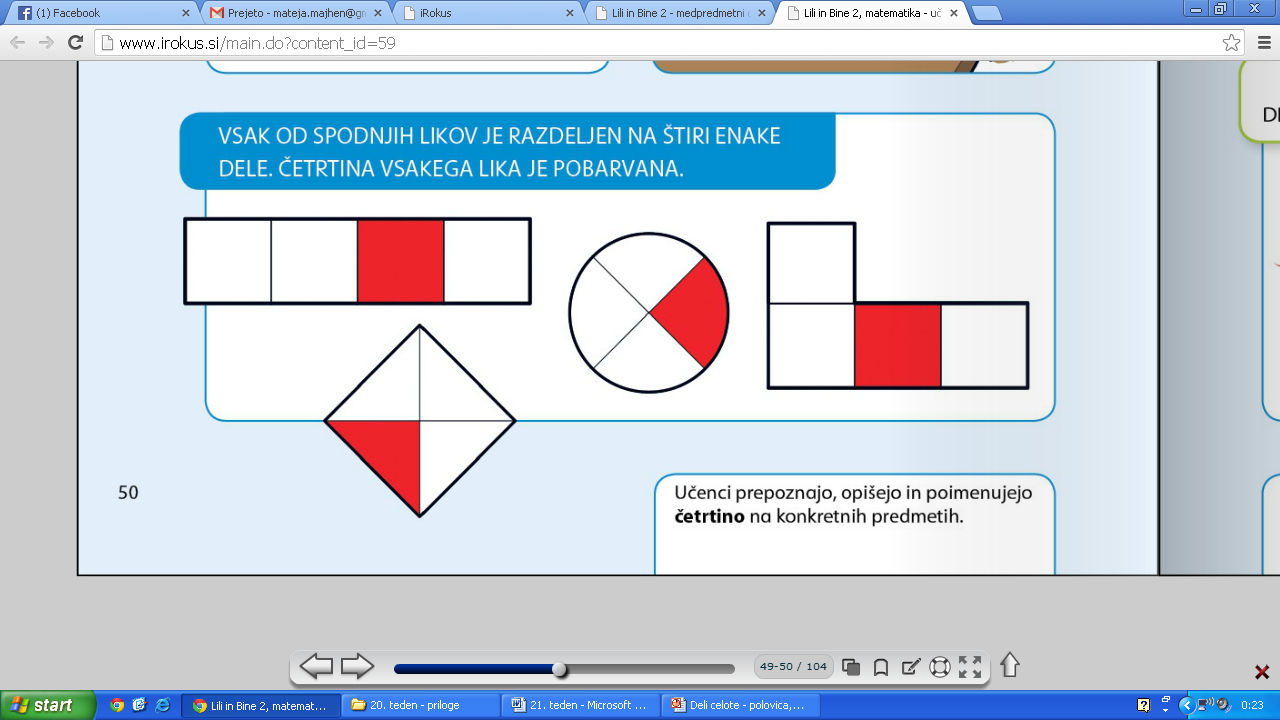 (1) Facebook
Prejeto - mateja.majhen@gm
iRokus
Lili in Bine 2 - medpredmetni
Lili in Bine 2, matematika - uč
www.irokus.si/main.do?content_id=59
VSAK OD SPODNJIH LIKOV JE RAZDELJEN NA ŠTIRI ENAKE
DELE. ČETRTINA VSAKEGA LIKA JE POBARVANA.
50
Učenci prepoznajo, opišejo in poimenujejo
četrtino na konkretnih predmetih.
49-50 / 104
start
Lili in Bine 2, matemat...
20. teden - priloge
21. teden - Microsoft ...
Deli celote - polovica,...
0:23